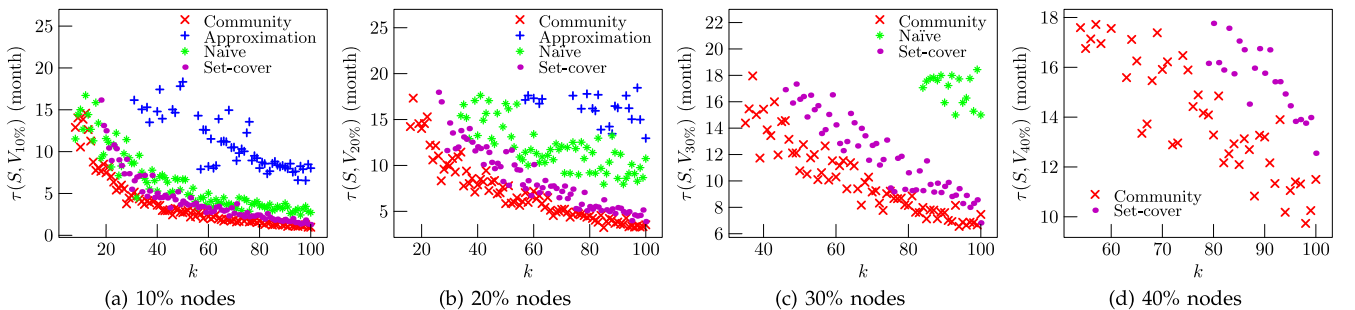 25
20
15
10
5
0
τ(S, V10%) (month)
Community
Approximation
Naïve
Set-cover
20
40
60
80
100
k
(a) 10% nodes
25
20
15
10
5
τ(S, V20%) (month)
Community
Approximation
Naïve
Set-cover
20
40
60
80
100
k
(b) 20% nodes
22
20
18
16
14
12
10
8
6
τ(S, V30%) (month)
Community
Naïve
Set-cover
40
60
80
100
k
(c) 30% nodes
18
16
14
12
10
τ(S, V40%) (month)
Community
Set-cover
60
70
80
90
100
k
(d) 40% nodes